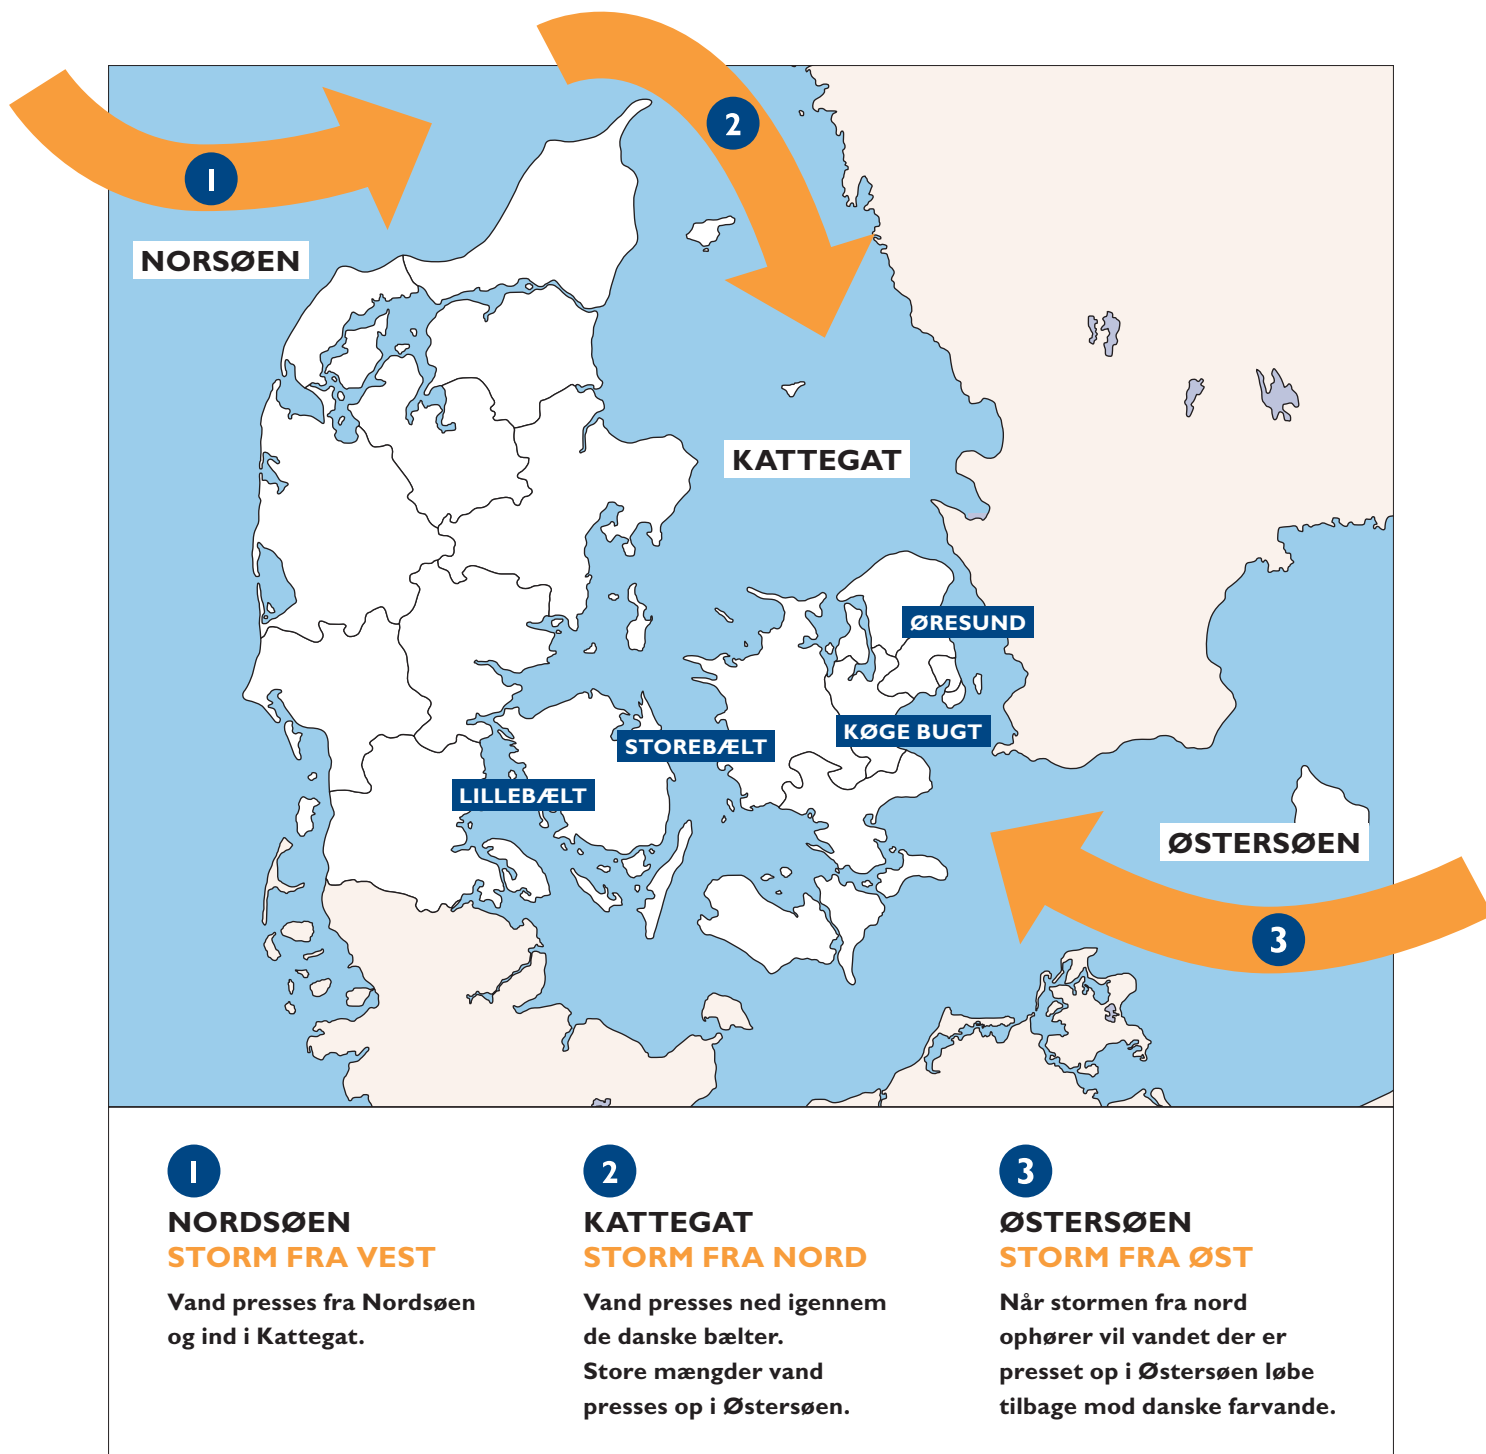 1
2
NORSØEN
KATTEGAT
ØRESUND
KØGE BUGT
STOREBÆLT
LILLEBÆLT
ØSTERSØEN
3
1
NORDSØEN
STORM FRA VEST
Vand presses fra Nordsøen
og ind i Kattegat.
2
KATTEGAT
STORM FRA NORD
Vand presses ned igennem
de danske bælter.
Store mængder vand
presses op i Østersøen.
3
ØSTERSØEN
STORM FRA ØST
Når stormen fra nord
ophører vil vandet der er
presset op i Østersøen løbe
tilbage mod danske farvande.